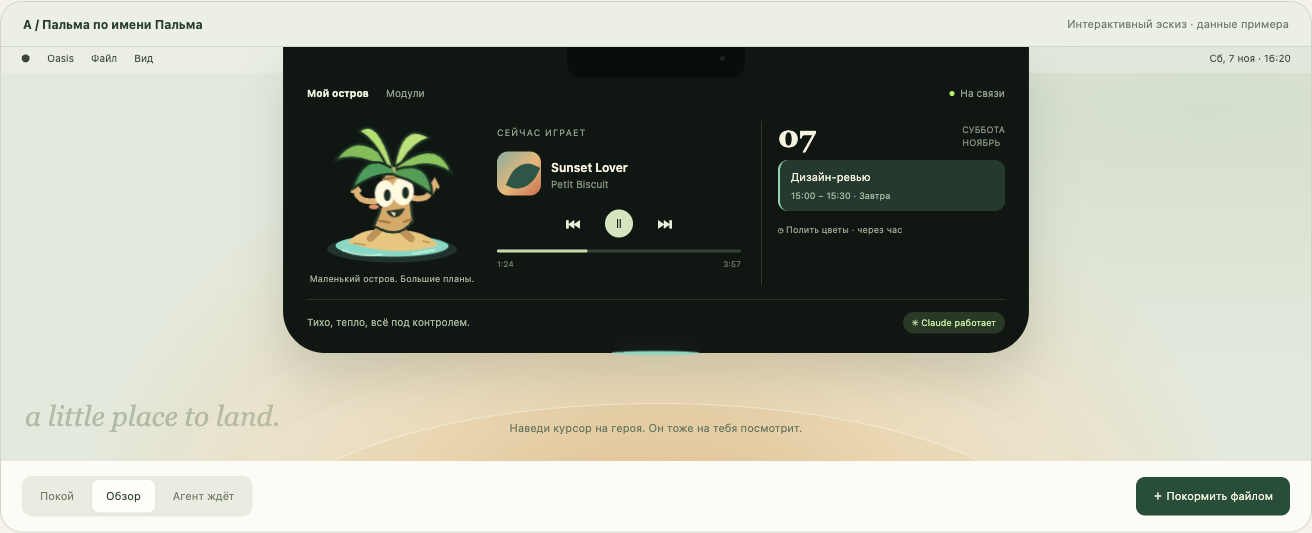 А / Пальма по имени Пальма
Интерактивный эскиз · данные примера
Oasis Файл Вид
Сб, 7 ноя · 16:20
Мой остров Модули
На связи
СЕЙЧАС ИГРАЕТ
Sunset Lover
Petit Biscuit
1:24 3:57
Маленький остров. Большие планы.
07
СУББОТА
НОЯБРЬ
Дизайн-ревью
15:00 – 15:30 · Завтра
Полить цветы · через час
Тихо, тепло, всё под контролем.
✳ Claude работает
a little place to land.
Наведи курсор на героя. Он тоже на тебя посмотрит.
Покой Обзор Агент ждёт
+ Покормить файлом